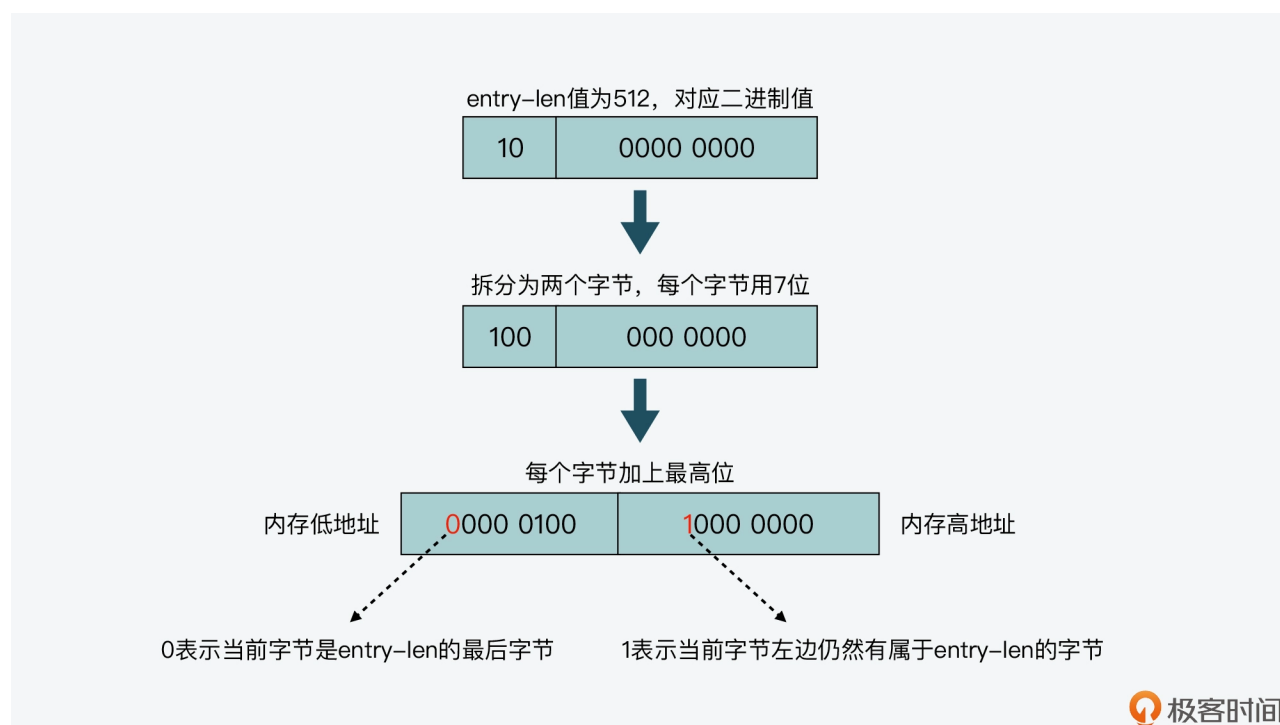 entry-len值为512，对应二进制值
10 0000 0000
拆分为两个字节，每个字节用7位
100 000 0000
每个字节加上最高位
内存低地址 0000 0100 1000 0000 内存高地址
0表示当前字节是entry-len的最后字节 1表示当前字节左边仍然有属于entry-len的字节
极客时间